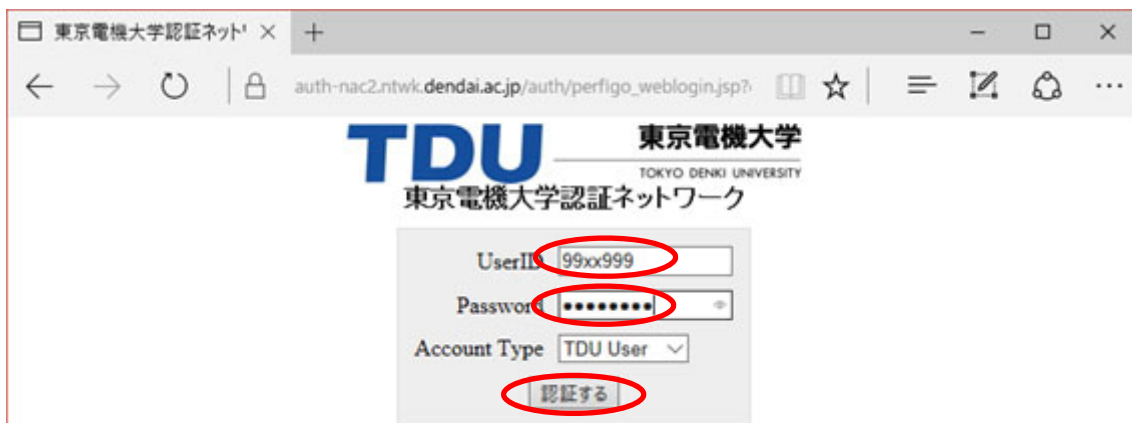 東京電機大学認証ネット
auth-nac2.ntwk.dendai.ac.jp/auth/perfigo_weblogin.jsp?
TDU 東京電機大学
TOKYO DENKI UNIVERSITY
東京電機大学認証ネットワーク
UserID 99xx999
Password ••••••••
Account Type TDU User
認証する